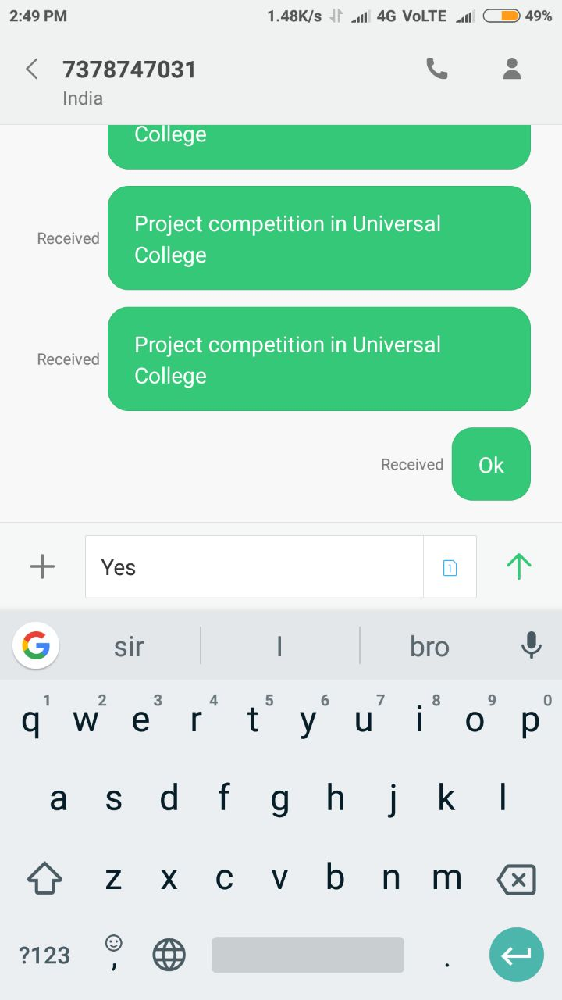 2:49 PM 1.48K/s 4G VoLTE 49%
7378747031
India
College
Project competition in Universal
Received
College
Project competition in Universal
Received
College
Received Ok
Yes 1
G sir I bro
1 2 3 4 5 6 7 8 9 0
q w e r t y u i o p
a s d f g h j k l
z x c v b n m
?123 , .